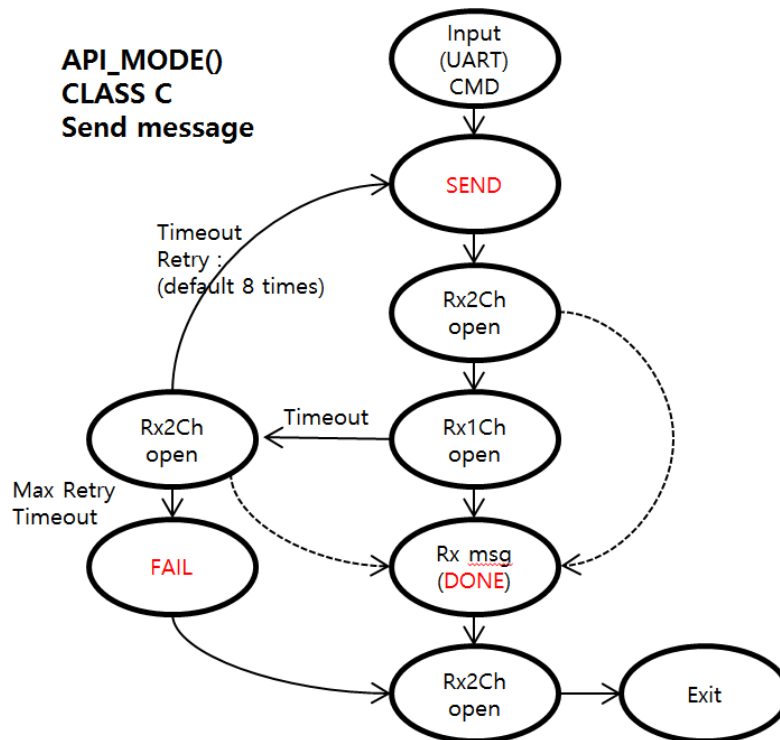 API_MODE()
CLASS C
Send message
Input
(UART)
CMD
SEND
Timeout
Retry :
(default 8 times)
Rx2Ch
open
Rx2Ch
open
Timeout
Rx1Ch
open
Max Retry
Timeout
FAIL
Rx msg
(DONE)
Rx2Ch
open
Exit